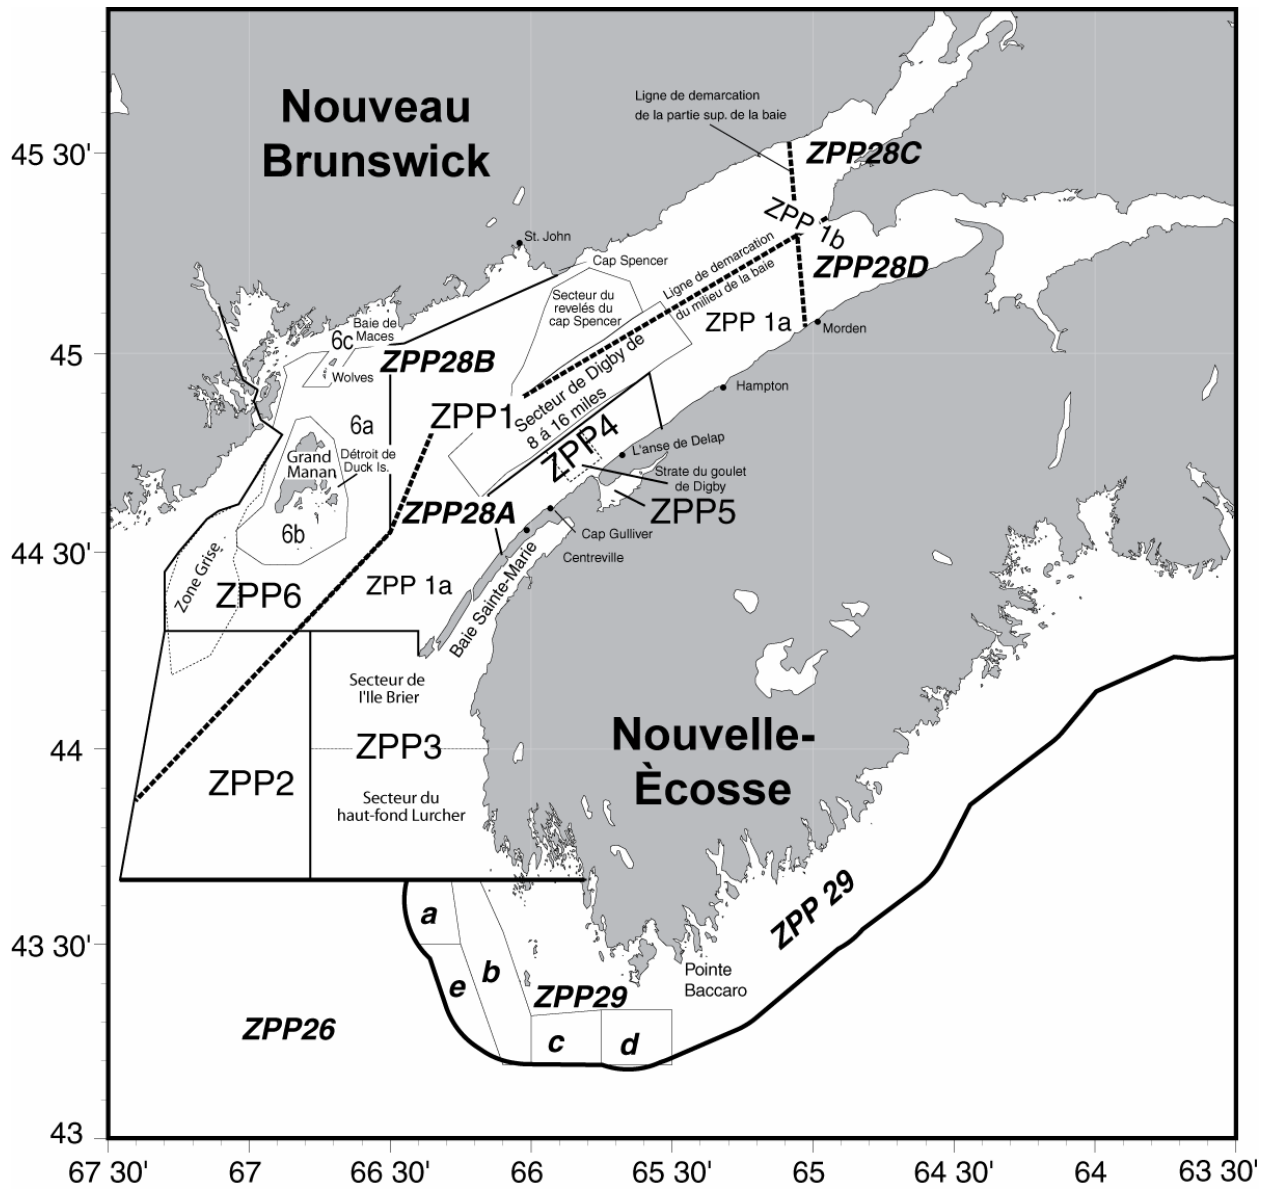 Nouveau
Brunswick
Ligne de demarcation
de la partie sup. de la baie
ZPP28C
45 30'
ZPP 1b
St. John
Cap Spencer
Ligne de demarcation
du milieu de la baie
ZPP28D
Secteur du
revelés du
cap Spencer
ZPP 1a
Morden
Baie de
Maces
6c
45
ZPP28B
Wolves
Secteur de Digby de
8 á 16 miles
Hampton
ZPP1
6a
ZPP4
L'anse de Delap
Grand
Manan
Détroit de
Duck Is.
Strate du goulet
de Digby
ZPP28A
ZPP5
6b
Cap Gulliver
Centreville
44 30'
Zone Grise
ZPP6
ZPP 1a
Baie Sainte-Marie
Secteur de
l'Ile Brier
44
ZPP3
Nouvelle-
Ècosse
ZPP2
Secteur du
haut-fond Lurcher
a
ZPP 29
43 30'
b
e
Pointe
Baccaro
ZPP29
ZPP26
c
d
43
67 30'
67
66 30'
66
65 30'
65
64 30'
64
63 30'